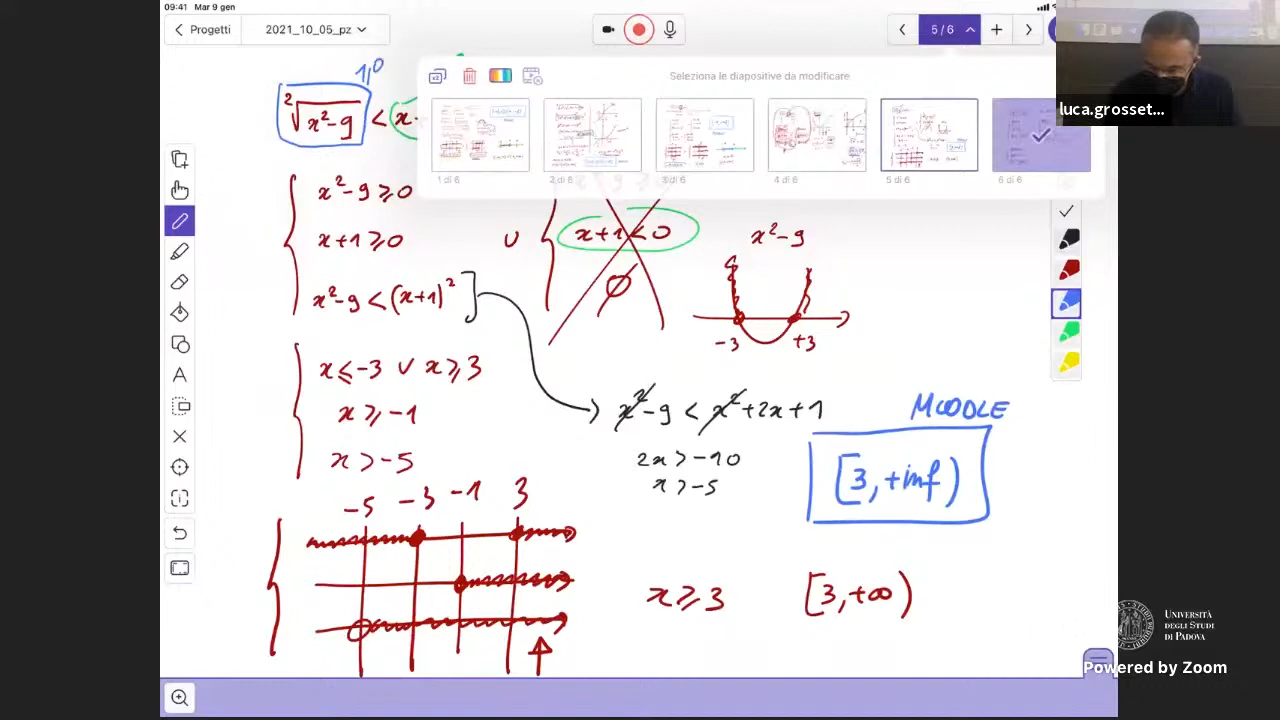 09:41 Mar 9 gen
Progetti
2021_10_05_pz
5/6
Seleziona le diapositive da modificare
1 di 6
2 di 6
3 di 6
4 di 6
5 di 6
6 di 6
luca.grosset...
²√x²-9 < x
x²-9 ≥ 0
x+1 ≥ 0
x²-9 < (x+1)²
∪
x+1 < 0
∅
x²-9
-3 +3
x ≤ -3 ∨ x ≥ 3
x ≥ -1
x > -5
x²-9 < x²+2x+1
2x > -10
x > -5
MOODLE
[3,+inf)
-5 -3 -1 3
x ≥ 3 [3,+∞)
UNIVERSITÀ
DEGLI STUDI
DI PADOVA
Powered by Zoom